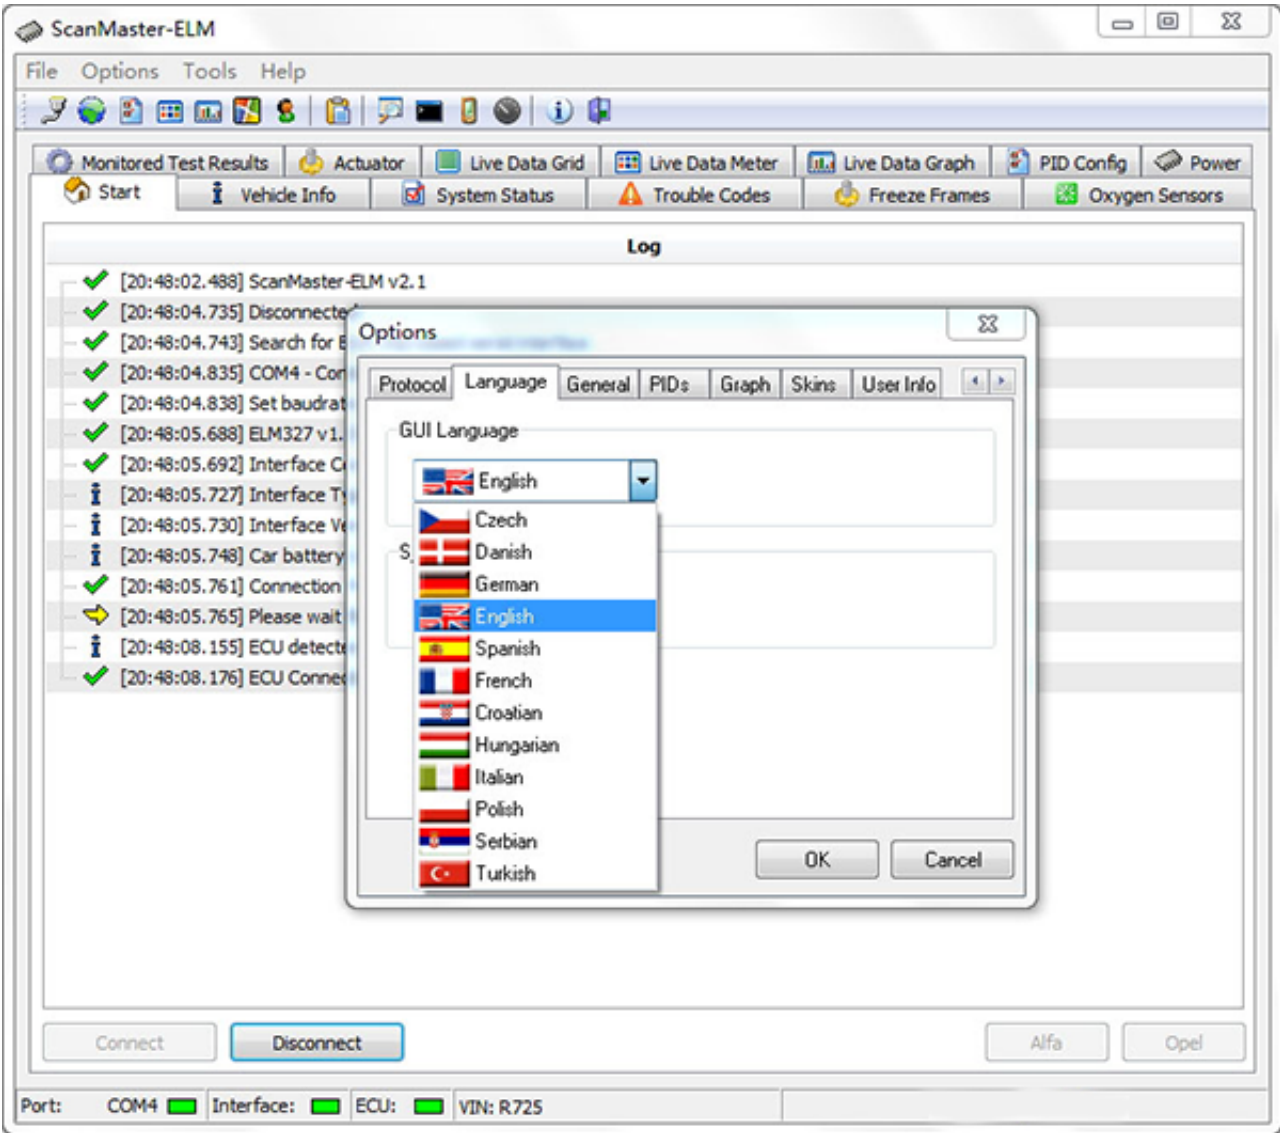 ScanMaster-ELM
File Options Tools Help
Monitored Test Results Actuator Live Data Grid Live Data Meter Live Data Graph PID Config Power
Start Vehicle Info System Status Trouble Codes Freeze Frames Oxygen Sensors
Log
[20:48:02.488] ScanMaster-ELM v2.1
[20:48:04.735] Disconnected
[20:48:04.743] Search for
[20:48:04.835] COM4 -
[20:48:04.838] Set
[20:48:05.688] ELM327 v1.
[20:48:05.692] Interface
[20:48:05.727] Interface
[20:48:05.730] Interface
[20:48:05.748] Car battery
[20:48:05.761] Connection
[20:48:05.765] Please wait
[20:48:08.155] ECU
[20:48:08.176] ECU
Options
Protocol Language General PIDs Graph Skins User Info
GUI Language
English
Czech
Danish
German
English
Spanish
French
Croatian
Hungarian
Italian
Polish
Serbian
Turkish
OK Cancel
Connect Disconnect Alfa Opel
Port: COM4 Interface: ECU: VIN: R725